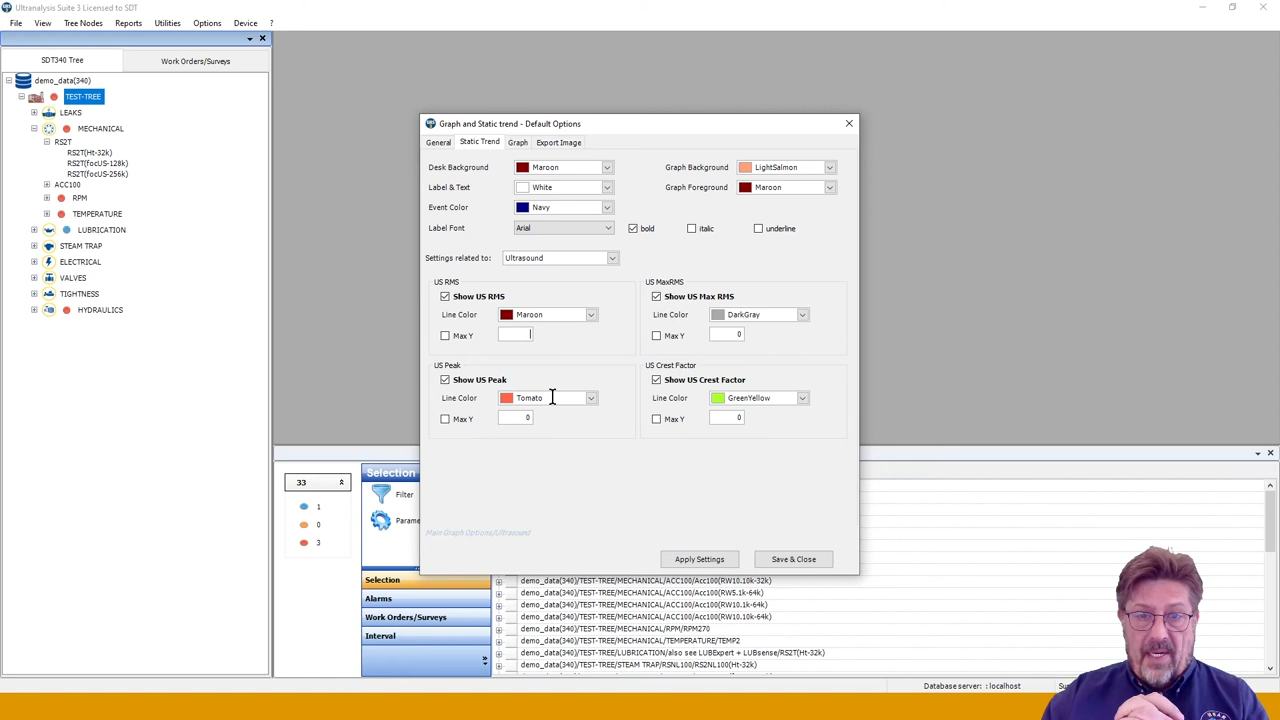 Ultranalysis Suite 3 Licensed to SDT
File View Tree Nodes Reports Utilities Options Device ?
SDT340 Tree Work Orders/Surveys
demo_data(340)
TEST-TREE
LEAKS
MECHANICAL
RS2T
RS2T(Ht-32k)
RS2T(focUS-128k)
RS2T(focUS-256k)
ACC100
RPM
TEMPERATURE
LUBRICATION
STEAM TRAP
ELECTRICAL
VALVES
TIGHTNESS
HYDRAULICS
Graph and Static trend - Default Options
General Static Trend Graph Export Image
Desk Background Maroon Graph Background LightSalmon
Label & Text White Graph Foreground Maroon
Event Color Navy
Label Font Arial bold italic underline
Settings related to: Ultrasound
US RMS US MaxRMS
Show US RMS Show US Max RMS
Line Color Maroon Line Color DarkGray
Max Y Max Y 0
US Peak US Crest Factor
Show US Peak Show US Crest Factor
Line Color Tomato Line Color GreenYellow
Max Y 0 Max Y 0
Main Graph Options/Ultrasound
Apply Settings Save & Close
33
1
0
3
Selection
Filter
Parame
Selection
Alarms
Work Orders/Surveys
Interval
demo_data(340)/TEST-TREE/MECHANICAL/ACC100/Acc100(RW10.10k-32k)
demo_data(340)/TEST-TREE/MECHANICAL/ACC100/Acc100(RW5.1k-64k)
demo_data(340)/TEST-TREE/MECHANICAL/ACC100/Acc100(RW10.1k-64k)
demo_data(340)/TEST-TREE/MECHANICAL/ACC100/Acc100(RW10.10k-64k)
demo_data(340)/TEST-TREE/MECHANICAL/RPM/RPM270
demo_data(340)/TEST-TREE/MECHANICAL/TEMPERATURE/TEMP2
demo_data(340)/TEST-TREE/LUBRICATION/also see LUBExpert + LUBsense/RS2T(Ht-32k)
demo_data(340)/TEST-TREE/STEAM TRAP/RSNL100/RS2NL100(Ht-32k)
Database server: : localhost